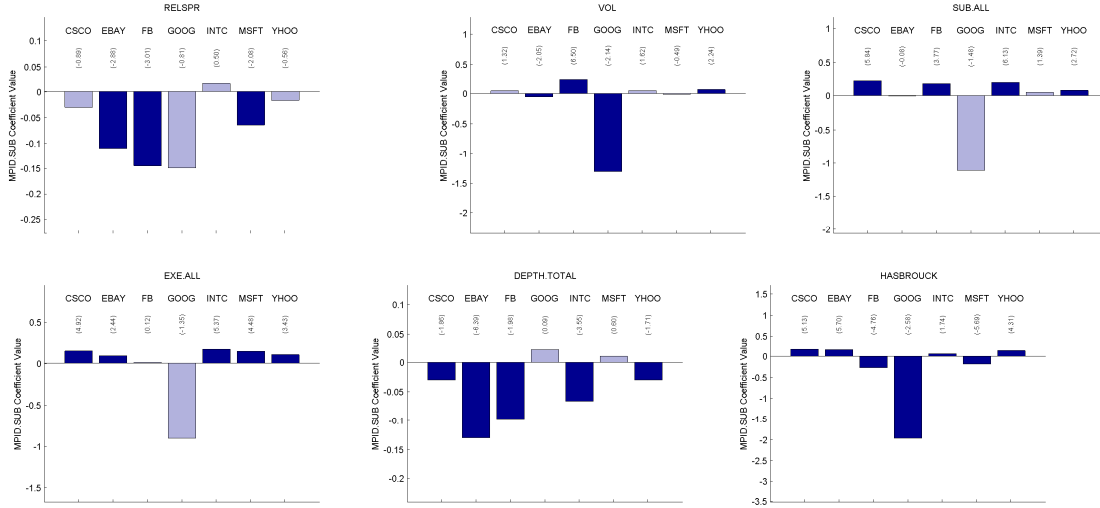 RELSPR
CSCO EBAY FB GOOG INTC MSFT YHOO
(-0.89) (-2.88) (-3.01) (-0.81) (0.50) (-2.08) (-0.56)
MPID.SUB Coefficient Value
0.1
0.05
0
-0.05
-0.1
-0.15
-0.2
-0.25
VOL
CSCO EBAY FB GOOG INTC MSFT YHOO
(1.32) (-2.05) (6.50) (-2.14) (1.62) (-0.49) (2.24)
MPID.SUB Coefficient Value
1
0.5
0
-0.5
-1
-1.5
-2
SUB.ALL
CSCO EBAY FB GOOG INTC MSFT YHOO
(5.84) (-0.08) (3.77) (-1.48) (6.13) (1.39) (2.72)
MPID.SUB Coefficient Value
1
0.5
0
-0.5
-1
-1.5
-2
EXE.ALL
CSCO EBAY FB GOOG INTC MSFT YHOO
(4.92) (2.44) (0.12) (-1.35) (5.37) (4.48) (3.43)
MPID.SUB Coefficient Value
0.5
0
-0.5
-1
-1.5
DEPTH.TOTAL
CSCO EBAY FB GOOG INTC MSFT YHOO
(-1.86) (-6.39) (-1.98) (0.09) (-3.55) (0.60) (-1.71)
MPID.SUB Coefficient Value
0.1
0.05
0
-0.05
-0.1
-0.15
-0.2
HASBROUCK
CSCO EBAY FB GOOG INTC MSFT YHOO
(5.13) (5.70) (-4.76) (-2.58) (1.74) (-5.69) (4.31)
MPID.SUB Coefficient Value
1.5
1
0.5
0
-0.5
-1
-1.5
-2
-2.5
-3
-3.5